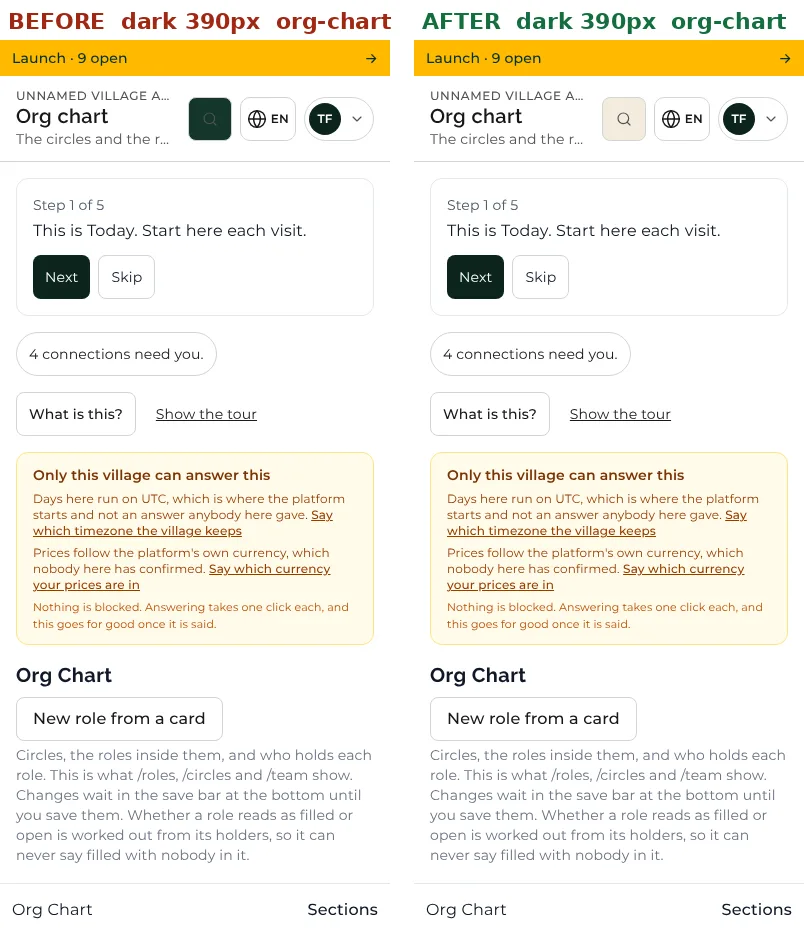 BEFORE dark 390px org-chart
Launch · 9 open →
UNNAMED VILLAGE A...
Org chart
The circles and the r...
EN
TF
Step 1 of 5
This is Today. Start here each visit.
Next
Skip
4 connections need you.
What is this?
Show the tour
Only this village can answer this
Days here run on UTC, which is where the platform
starts and not an answer anybody here gave. Say
which timezone the village keeps
Prices follow the platform's own currency, which
nobody here has confirmed. Say which currency
your prices are in
Nothing is blocked. Answering takes one click each, and
this goes for good once it is said.
Org Chart
New role from a card
Circles, the roles inside them, and who holds each
role. This is what /roles, /circles and /team show.
Changes wait in the save bar at the bottom until
you save them. Whether a role reads as filled or
open is worked out from its holders, so it can
never say filled with nobody in it.
Org Chart
Sections
AFTER dark 390px org-chart
Launch · 9 open →
UNNAMED VILLAGE A...
Org chart
The circles and the r...
EN
TF
Step 1 of 5
This is Today. Start here each visit.
Next
Skip
4 connections need you.
What is this?
Show the tour
Only this village can answer this
Days here run on UTC, which is where the platform
starts and not an answer anybody here gave. Say
which timezone the village keeps
Prices follow the platform's own currency, which
nobody here has confirmed. Say which currency
your prices are in
Nothing is blocked. Answering takes one click each, and
this goes for good once it is said.
Org Chart
New role from a card
Circles, the roles inside them, and who holds each
role. This is what /roles, /circles and /team show.
Changes wait in the save bar at the bottom until
you save them. Whether a role reads as filled or
open is worked out from its holders, so it can
never say filled with nobody in it.
Org Chart
Sections